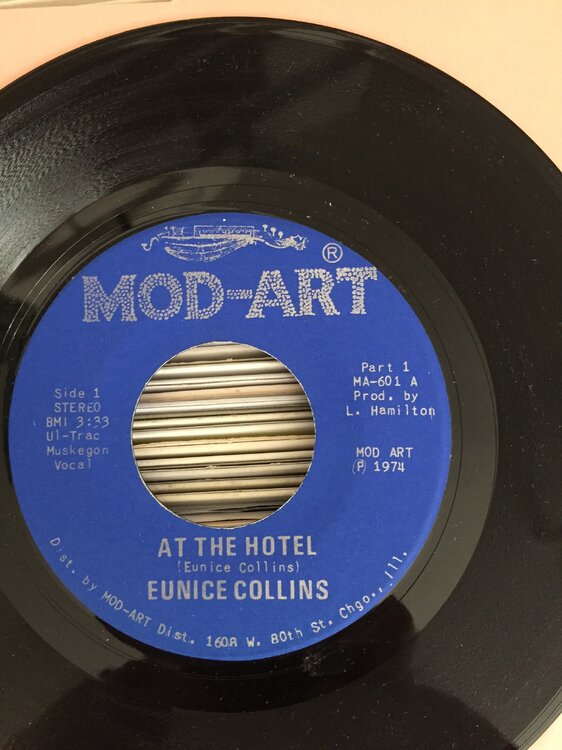 ®
MOD-ART
Side 1
STEREO
BMI 3:33
Ul-Trac
Muskegon
Vocal
Part 1
MA-601 A
Prod. by
L. Hamilton
MOD ART
Ⓟ 1974
AT THE HOTEL
(Eunice Collins)
EUNICE COLLINS
Dist. by MOD-ART Dist. 1608 W. 80th St. Chgo., Ill.